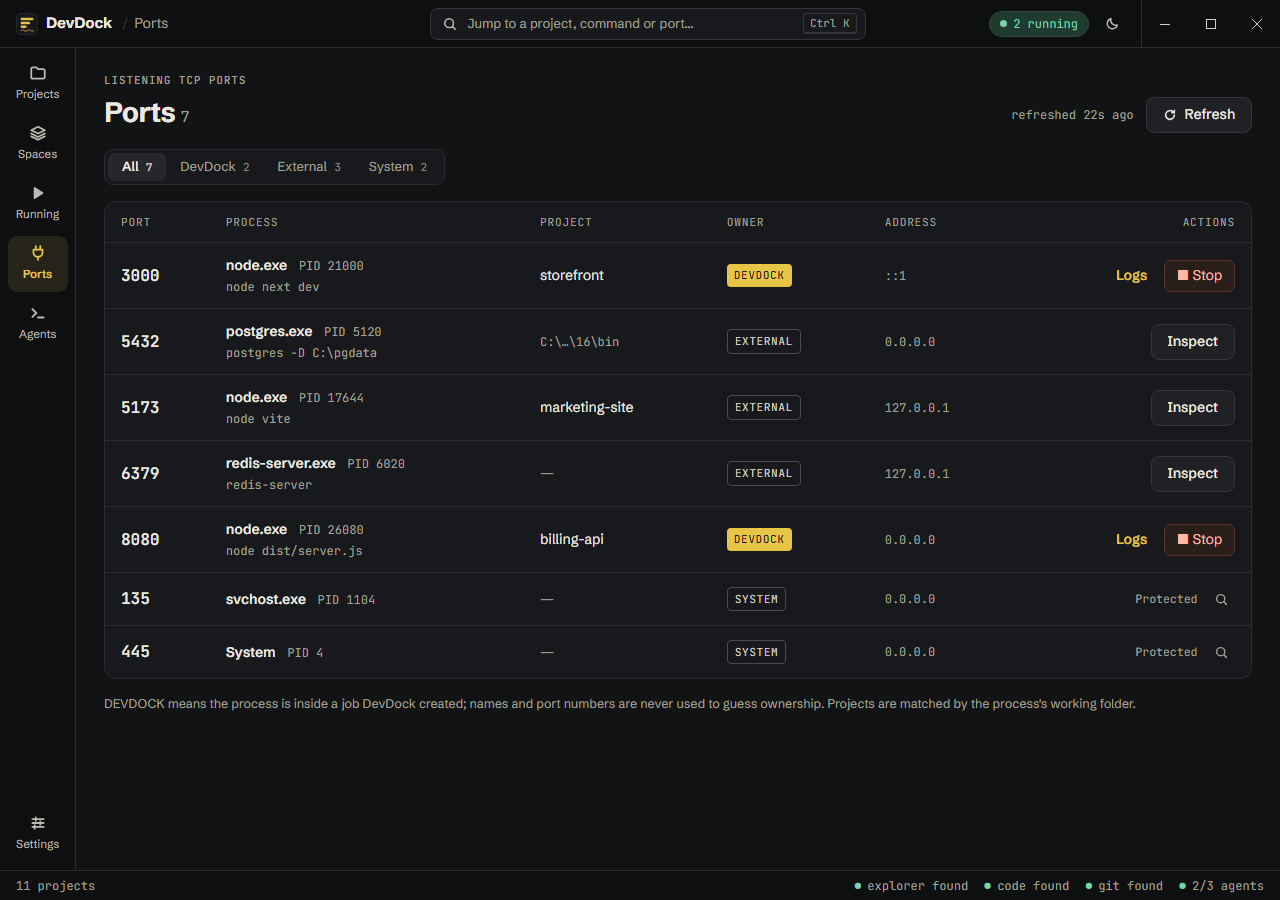 DevDock / Ports
Jump to a project, command or port...
Ctrl K
2 running
Projects
Spaces
Running
Ports
Agents
Settings
LISTENING TCP PORTS
Ports 7
refreshed 22s ago
Refresh
All 7 DevDock 2 External 3 System 2
PORT PROCESS PROJECT OWNER ADDRESS ACTIONS
3000 node.exe PID 21000 storefront DEVDOCK ::1 Logs Stop
node next dev
5432 postgres.exe PID 5120 C:\…\16\bin EXTERNAL 0.0.0.0 Inspect
postgres -D C:\pgdata
5173 node.exe PID 17644 marketing-site EXTERNAL 127.0.0.1 Inspect
node vite
6379 redis-server.exe PID 6020 — EXTERNAL 127.0.0.1 Inspect
redis-server
8080 node.exe PID 26080 billing-api DEVDOCK 0.0.0.0 Logs Stop
node dist/server.js
135 svchost.exe PID 1104 — SYSTEM 0.0.0.0 Protected
445 System PID 4 — SYSTEM 0.0.0.0 Protected
DEVDOCK means the process is inside a job DevDock created; names and port numbers are never used to guess ownership. Projects are matched by the process's working folder.
11 projects
explorer found code found git found 2/3 agents